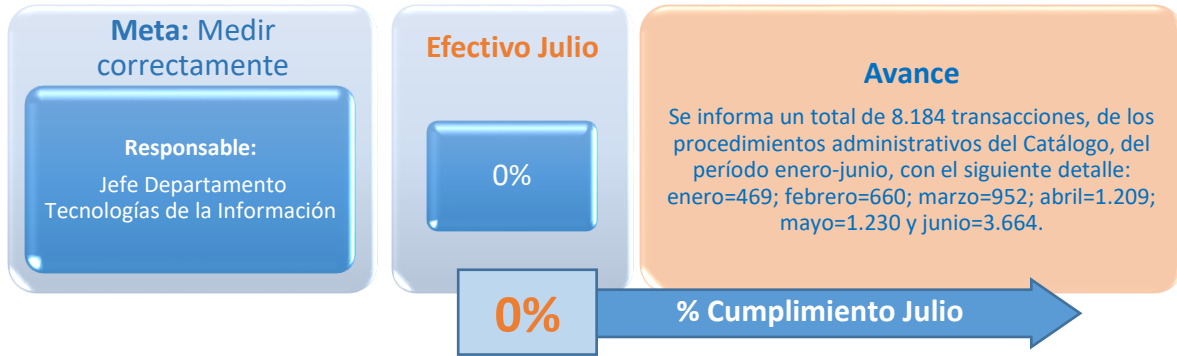 Meta: Medir
correctamente
Responsable:
Jefe Departamento
Tecnologías de la Información
Efectivo Julio
0%
Avance
Se informa un total de 8.184 transacciones, de los
procedimientos administrativos del Catálogo, del
período enero-junio, con el siguiente detalle:
enero=469; febrero=660; marzo=952; abril=1.209;
mayo=1.230 y junio=3.664.
0%
% Cumplimiento Julio